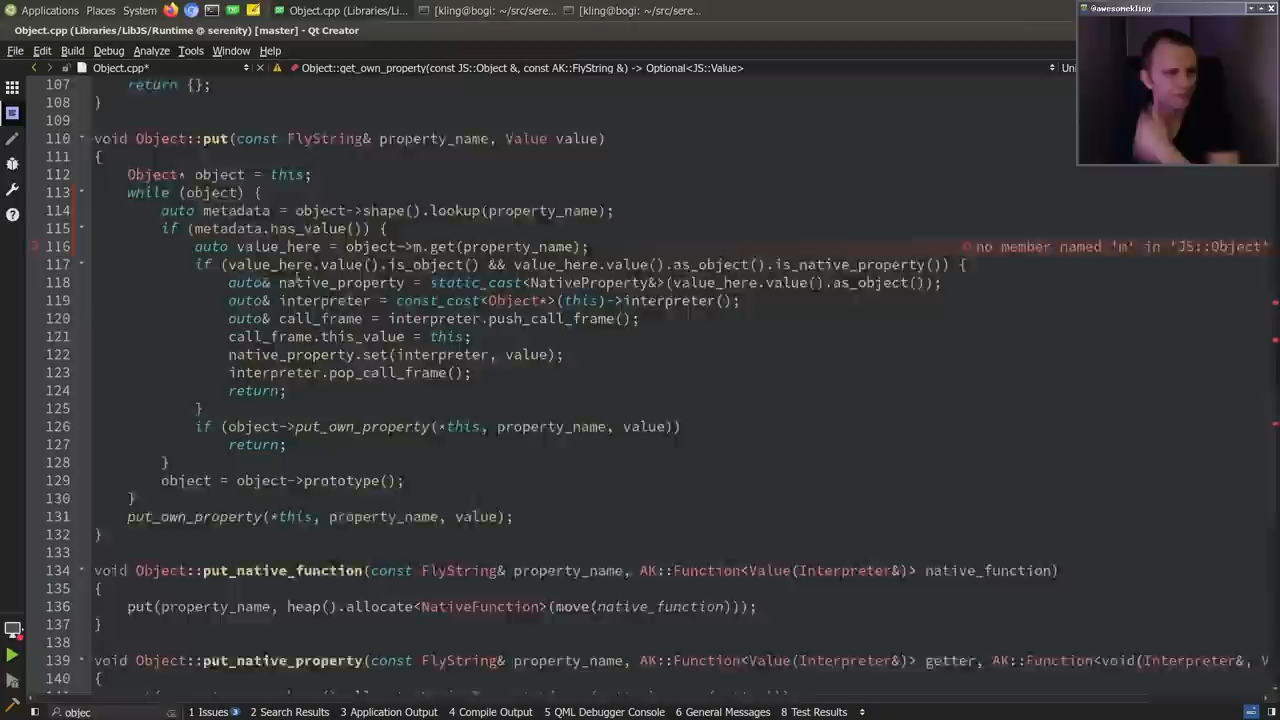 Applications Places System Object.cpp (Libraries/Li [kling@bogi: ~/src/sere... [kling@bogi: ~/src/sere...
@awesomekling
Object.cpp (Libraries/LibJS/Runtime @ serenity) [master] - Qt Creator
File Edit Build Debug Analyze Tools Window Help
Object.cpp* Object::get_own_property(const JS::Object &, const AK::FlyString &) -> Optional<JS::Value>
107 return {};
108 }
109
110 void Object::put(const FlyString& property_name, Value value)
111 {
112 Object* object = this;
113 while (object) {
114 auto metadata = object->shape().lookup(property_name);
115 if (metadata.has_value()) {
116 auto value_here = object->m.get(property_name); no member named 'm' in 'JS::Object'
117 if (value_here.value().is_object() && value_here.value().as_object().is_native_property()) {
118 auto& native_property = static_cast<NativeProperty&>(value_here.value().as_object());
119 auto& interpreter = const_cast<Object*>(this)->interpreter();
120 auto& call_frame = interpreter.push_call_frame();
121 call_frame.this_value = this;
122 native_property.set(interpreter, value);
123 interpreter.pop_call_frame();
124 return;
125 }
126 if (object->put_own_property(*this, property_name, value))
127 return;
128 }
129 object = object->prototype();
130 }
131 put_own_property(*this, property_name, value);
132 }
133
134 void Object::put_native_function(const FlyString& property_name, AK::Function<Value(Interpreter&)> native_function)
135 {
136 put(property_name, heap().allocate<NativeFunction>(move(native_function)));
137 }
138
139 void Object::put_native_property(const FlyString& property_name, AK::Function<Value(Interpreter&)> getter, AK::Function<void(Interpreter&, V
140 {
objec 1 Issues 3 2 Search Results 3 Application Output 4 Compile Output 5 QML Debugger Console 6 General Messages 8 Test Results